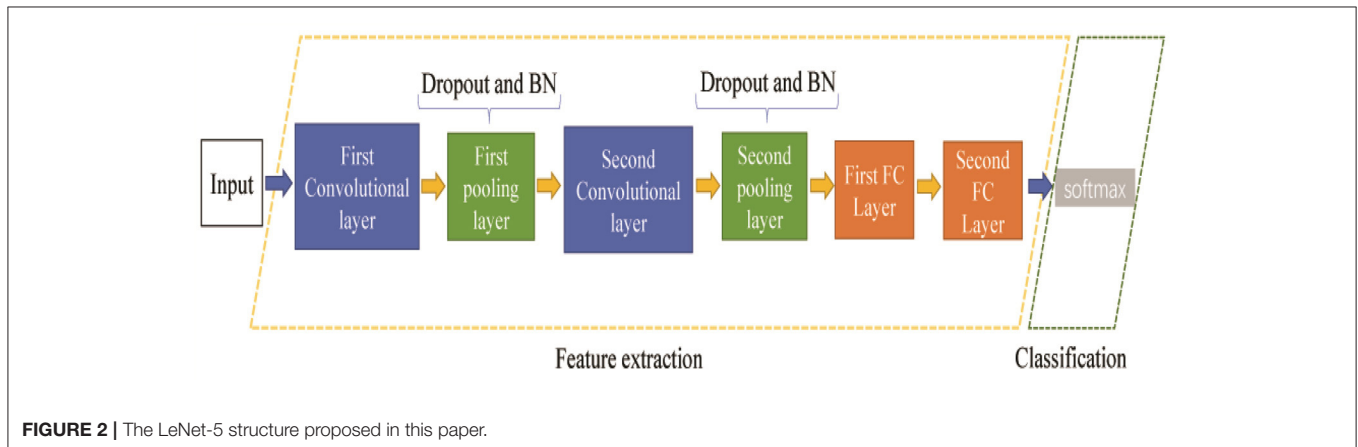 Dropout and BN
Dropout and BN
Input
First
Convolutional
layer
First
pooling
layer
Second
Convolutional
layer
Second
pooling
layer
First FC
Layer
Second
FC
Layer
softmax
Feature extraction
Classification
FIGURE 2 | The LeNet-5 structure proposed in this paper.